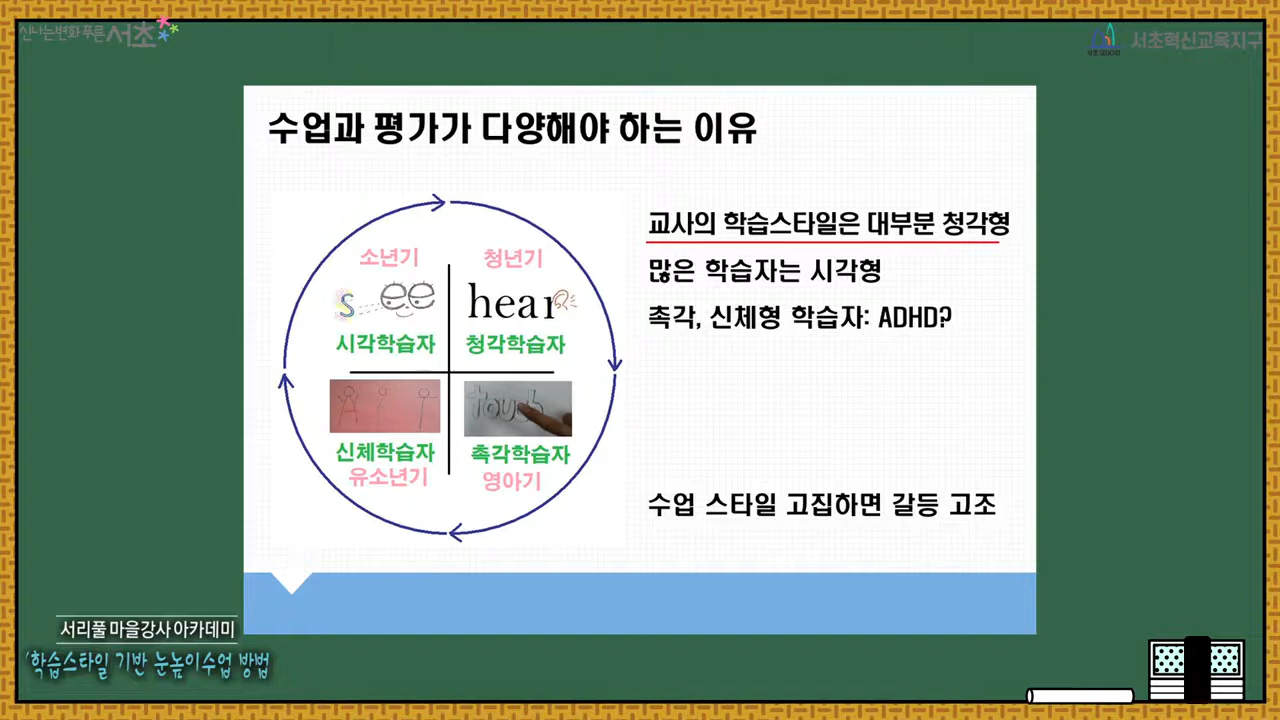 신나는 변화 푸른 서초
서초혁신교육지구
수업과 평가가 다양해야 하는 이유
소년기
청년기
see
hear
시각학습자
청각학습자
touch
신체학습자
촉각학습자
유소년기
영아기
교사의 학습스타일은 대부분 청각형
많은 학습자는 시각형
촉각, 신체형 학습자: ADHD?
수업 스타일 고집하면 갈등 고조
서리풀 마을강사 아카데미
'학습스타일 기반 눈높이수업 방법